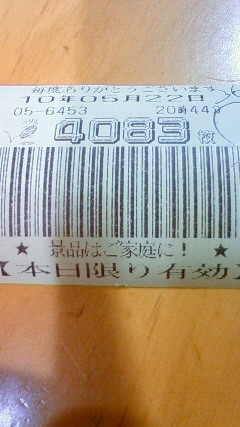 毎度ありがとうございます
10年05月22日
05-6453 20時44分
4083 個
★ 景品はご家庭に! ★
【本日限り有効】